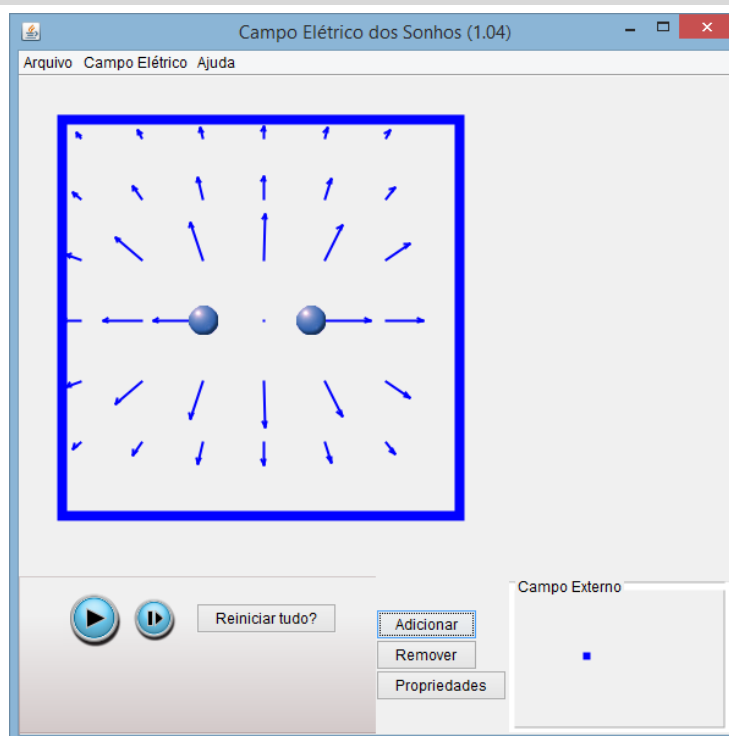 Campo Elétrico dos Sonhos (1.04)
Arquivo Campo Elétrico Ajuda
Reiniciar tudo?
Adicionar
Remover
Propriedades
Campo Externo